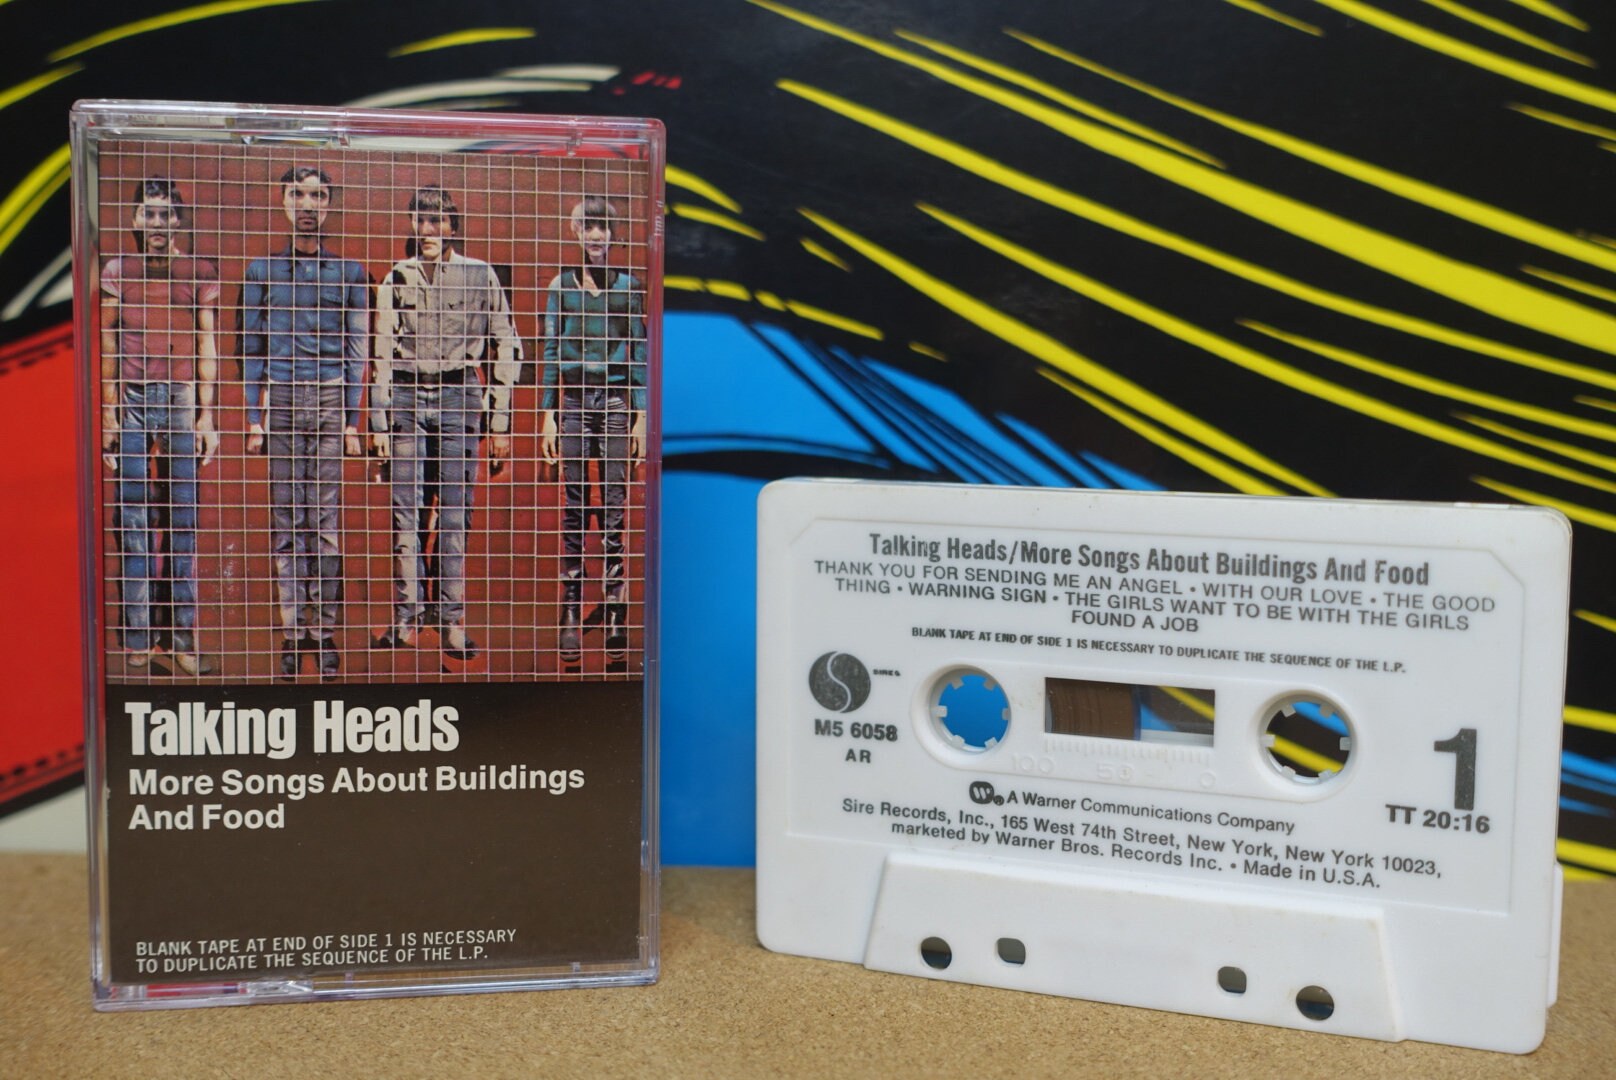 Talking Heads
More Songs About Buildings
And Food
BLANK TAPE AT END OF SIDE 1 IS NECESSARY
TO DUPLICATE THE SEQUENCE OF THE L.P.
Talking Heads/More Songs About Buildings And Food
THANK YOU FOR SENDING ME AN ANGEL • WITH OUR LOVE • THE GOOD
THING • WARNING SIGN • THE GIRLS WANT TO BE WITH THE GIRLS
FOUND A JOB
BLANK TAPE AT END OF SIDE 1 IS NECESSARY TO DUPLICATE THE SEQUENCE OF THE L.P.
SIRE®
M5 6058
AR
1
TT 20:16
100 50 0
A Warner Communications Company
Sire Records, Inc., 165 West 74th Street, New York, New York 10023,
marketed by Warner Bros. Records Inc. • Made in U.S.A.